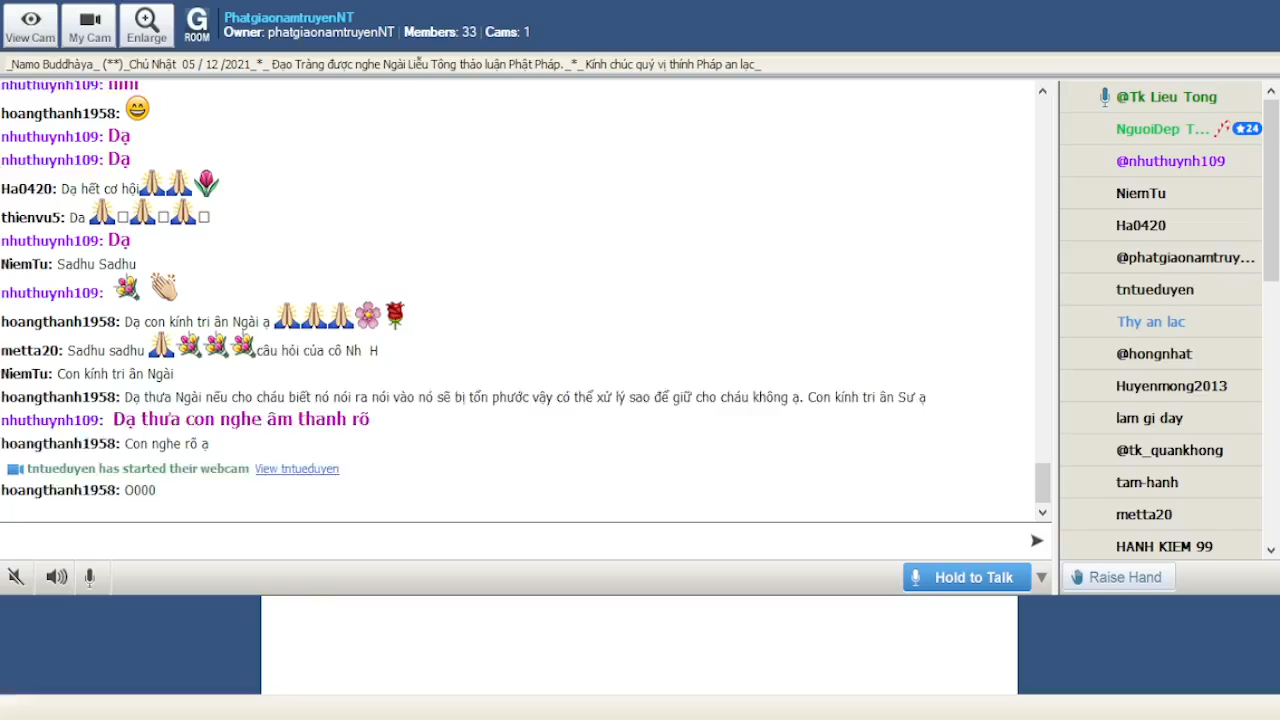 View Cam
My Cam
Enlarge
G
ROOM
PhatgiaonamtruyenNT
Owner: phatgiaonamtruyenNT | Members: 33 | Cams: 1
_Namo Buddhàya_ (**)_Chủ Nhật 05 / 12 /2021_*_ Đạo Tràng được nghe Ngài Liễu Tông thảo luận Phật Pháp._*_Kính chúc quý vị thính Pháp an lạc_
nhuthuynh109:
hoangthanh1958:
nhuthuynh109: Dạ
nhuthuynh109: Dạ
Ha0420: Dạ hết cơ hội
thienvu5: Da
nhuthuynh109: Dạ
NiemTu: Sadhu Sadhu
nhuthuynh109:
hoangthanh1958: Dạ con kính tri ân Ngài ạ
metta20: Sadhu sadhu câu hỏi của cô Nh H
NiemTu: Con kính tri ân Ngài
hoangthanh1958: Dạ thưa Ngài nếu cho cháu biết nó nói ra nói vào nó sẽ bị tổn phước vậy có thể xử lý sao để giữ cho cháu không ạ. Con kính tri ân Sư ạ
nhuthuynh109: Dạ thưa con nghe âm thanh rõ
hoangthanh1958: Con nghe rõ ạ
tntueduyen has started their webcam View tntueduyen
hoangthanh1958: O000
Hold to Talk
@Tk Lieu Tong
NguoiDep T... 24
@nhuthuynh109
NiemTu
Ha0420
@phatgiaonamtruy...
tntueduyen
Thy an lac
@hongnhat
Huyenmong2013
lam gi day
@tk_quankhong
tam-hanh
metta20
HANH KIEM 99
Raise Hand